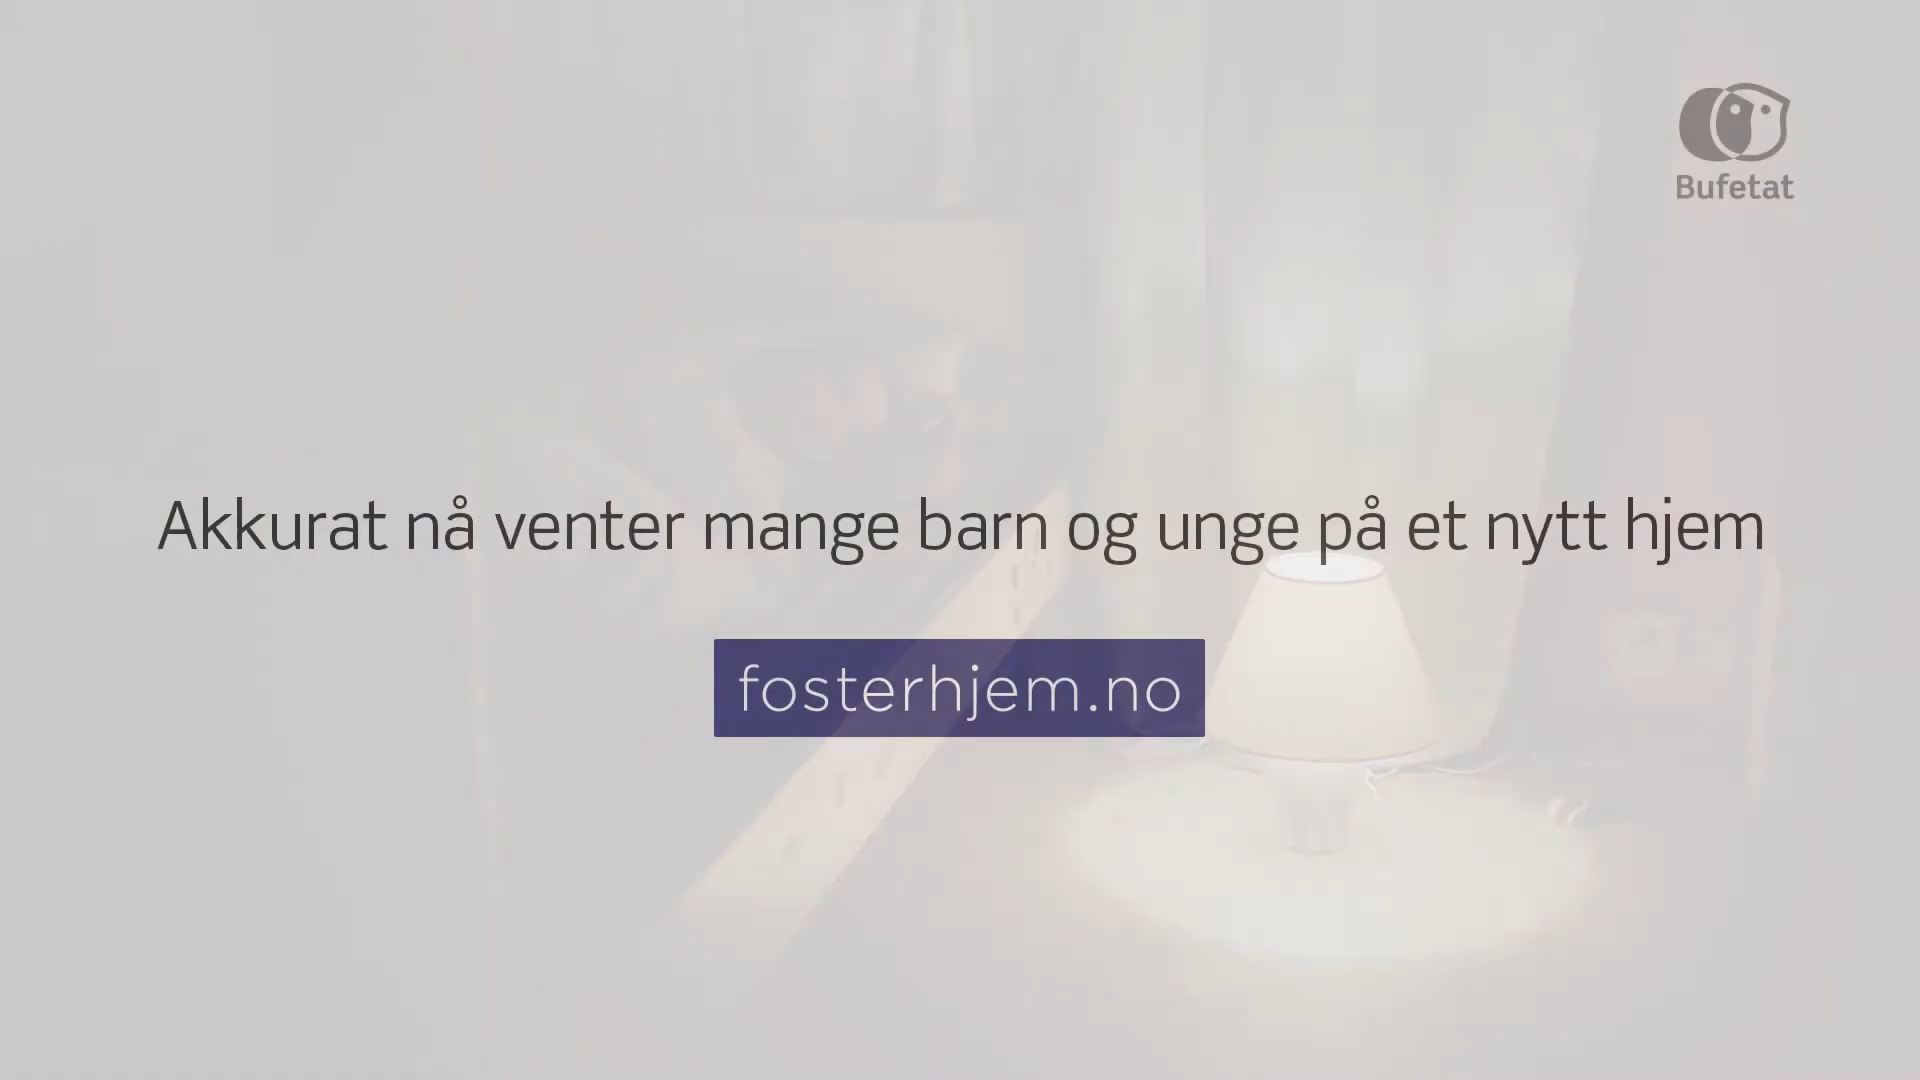 Bufetat
Akkurat nå venter mange barn og unge på et nytt hjem
fosterhjem.no